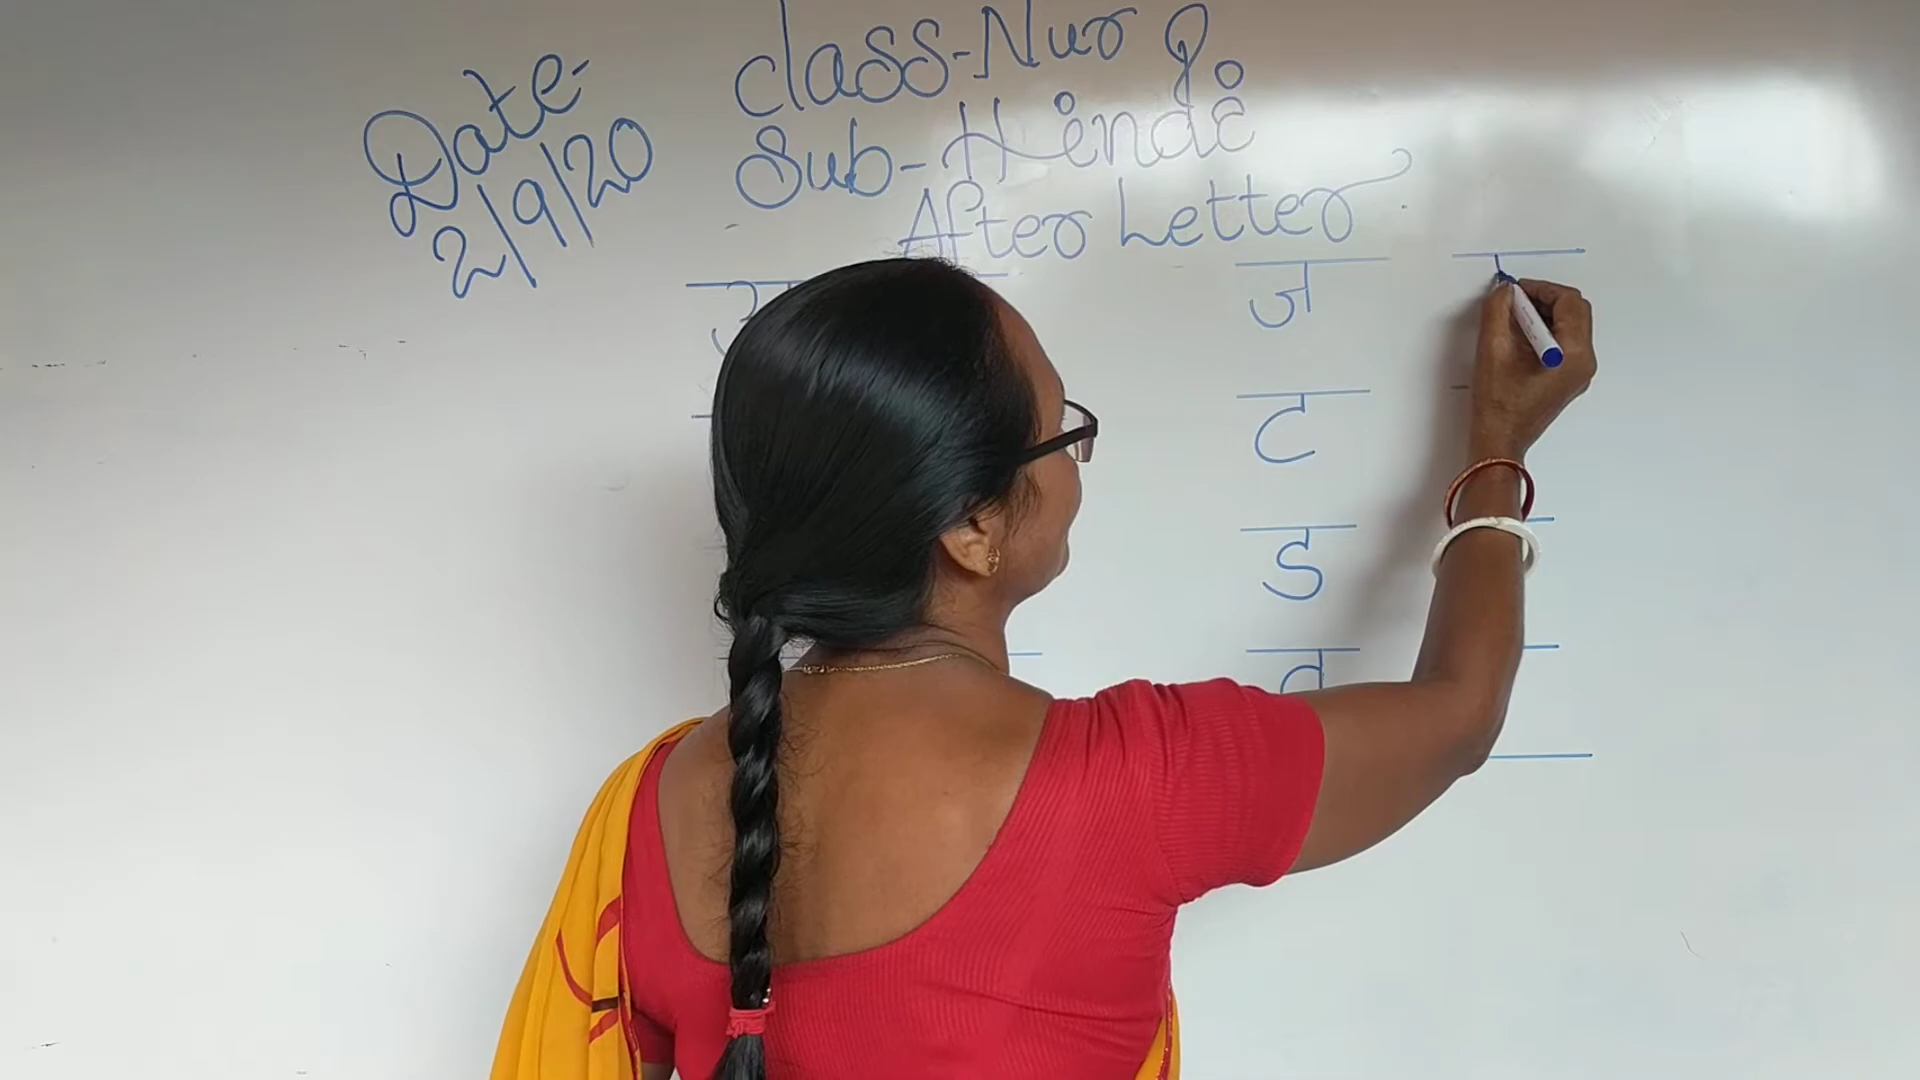 Date-
2/9/20
Class-Nur
Sub-Hindi
After Letter
ज
ट
ड